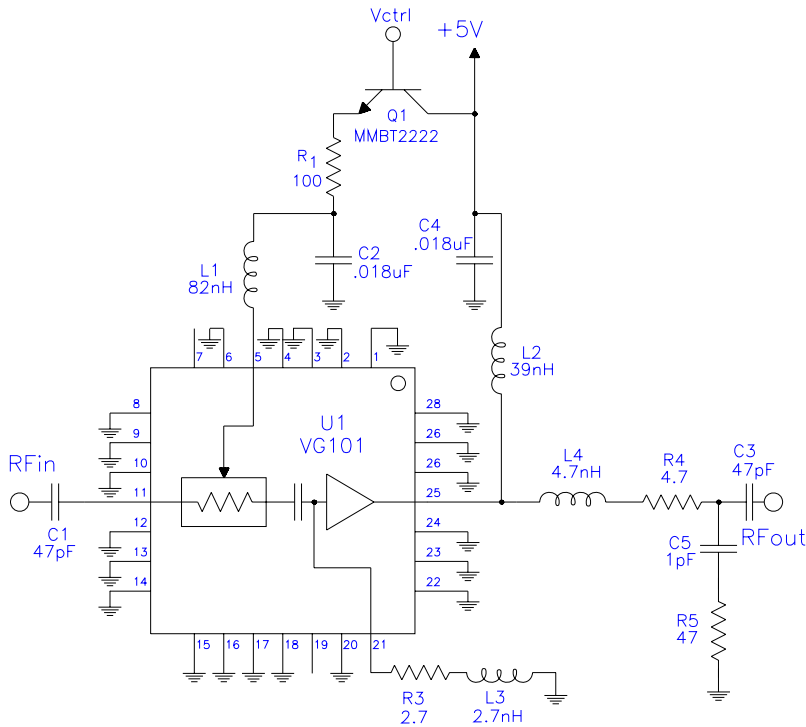 Vctrl
+5V
Q1
MMBT2222
R1
100
C4
.018uF
C2
.018uF
L1
82nH
L2
39nH
7 6 5 4 3 2 1
8
9
10
11
12
13
14
U1
VG101
28
26
26
25
24
23
22
15 16 17 18 19 20 21
RFin
C1
47pF
L4
4.7nH
R4
4.7
C3
47pF
RFout
C5
1pF
R5
47
R3
2.7
L3
2.7nH